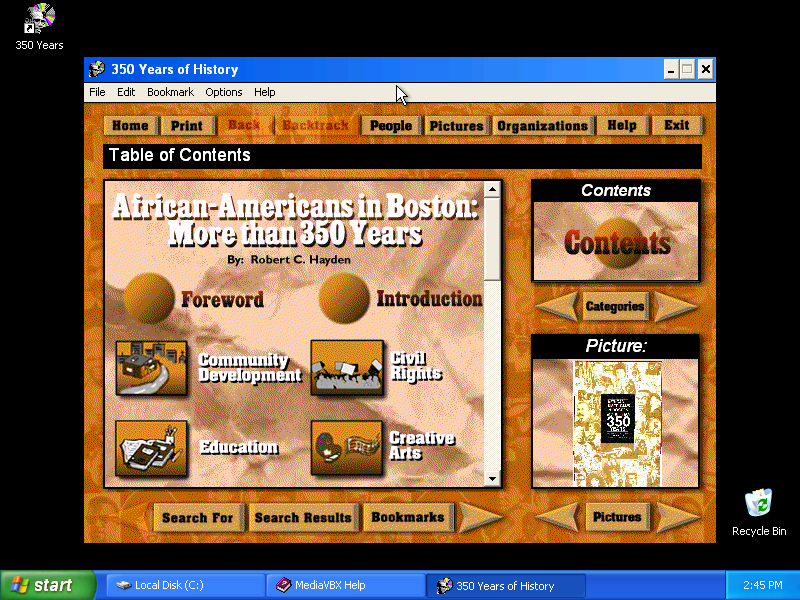 350 Years
350 Years of History
File Edit Bookmark Options Help
Home Print Back Backtrack People Pictures Organizations Help Exit
Table of Contents
African-Americans in Boston:
More than 350 Years
By: Robert C. Hayden
Foreword Introduction
Community
Development
Civil
Rights
Education
Creative
Arts
Contents
Contents
Categories
Picture:
350
YEARS
Pictures
Search For Search Results Bookmarks
Recycle Bin
start Local Disk (C:) MediaVBX Help 350 Years of History 2:45 PM